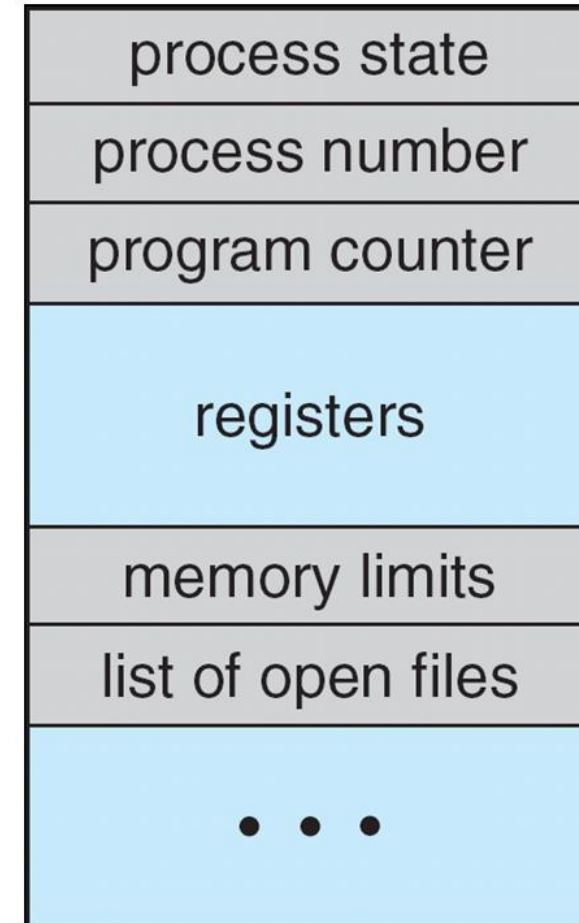 process state
process number
program counter
registers
memory limits
list of open files
• • •